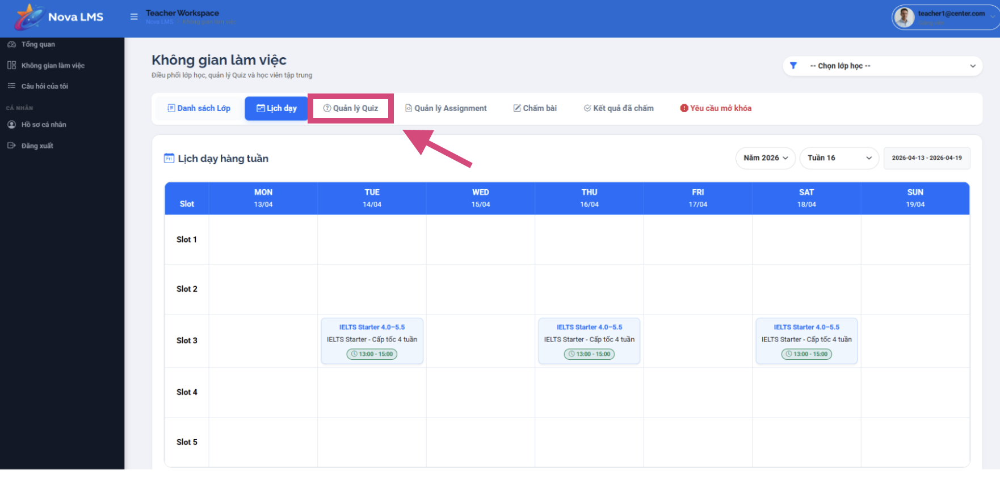 Nova LMS
Teacher Workspace
Nova LMS
Không gian làm việc
teacher1@center.com
Tổng quan
Không gian làm việc
Câu hỏi của tôi
CÁ NHÂN
Hồ sơ cá nhân
Đăng xuất
Không gian làm việc
Điều phối lớp học, quản lý Quiz và học viên tập trung
-- Chọn lớp học --
Danh sách Lớp
Lịch dạy
Quản lý Quiz
Quản lý Assignment
Chấm bài
Kết quả đã chấm
Yêu cầu mở khóa
Fri
Lịch dạy hàng tuần
Năm 2026
Tuần 16
2026-04-13 - 2026-04-19
Slot
MON
13/04
TUE
14/04
WED
15/04
THU
16/04
FRI
17/04
SAT
18/04
SUN
19/04
Slot 1
Slot 2
Slot 3
IELTS Starter 4.0–5.5
IELTS Starter - Cấp tốc 4 tuần
13:00 - 15:00
IELTS Starter 4.0–5.5
IELTS Starter - Cấp tốc 4 tuần
13:00 - 15:00
IELTS Starter 4.0–5.5
IELTS Starter - Cấp tốc 4 tuần
13:00 - 15:00
Slot 4
Slot 5